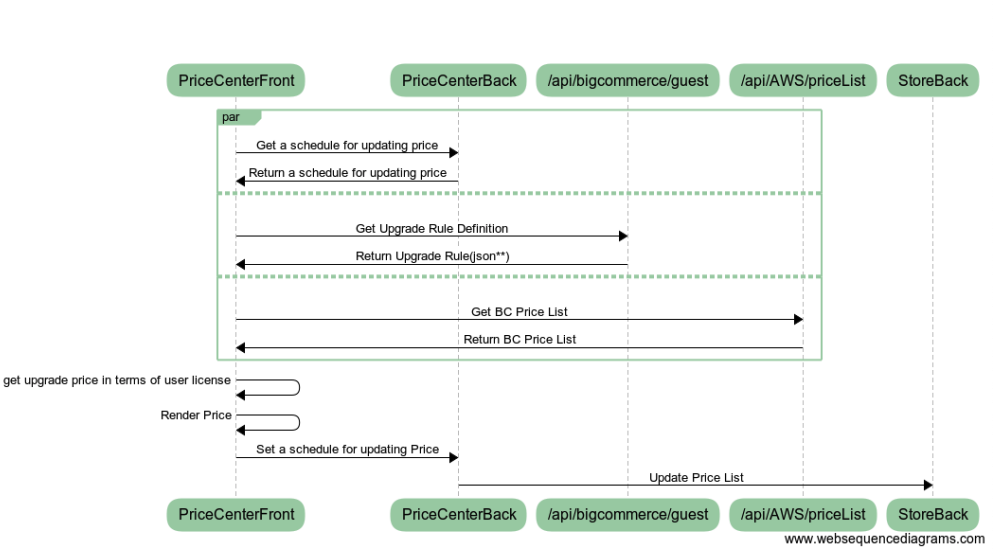 PriceCenterFront
PriceCenterBack
/api/bigcommerce/guest
/api/AWS/priceList
StoreBack
par
Get a schedule for updating price
Return a schedule for updating price
Get Upgrade Rule Definition
Return Upgrade Rule(json**)
Get BC Price List
Return BC Price List
get upgrade price in terms of user license
Render Price
Set a schedule for updating Price
Update Price List
PriceCenterFront
PriceCenterBack
/api/bigcommerce/guest
/api/AWS/priceList
StoreBack
www.websequencediagrams.com